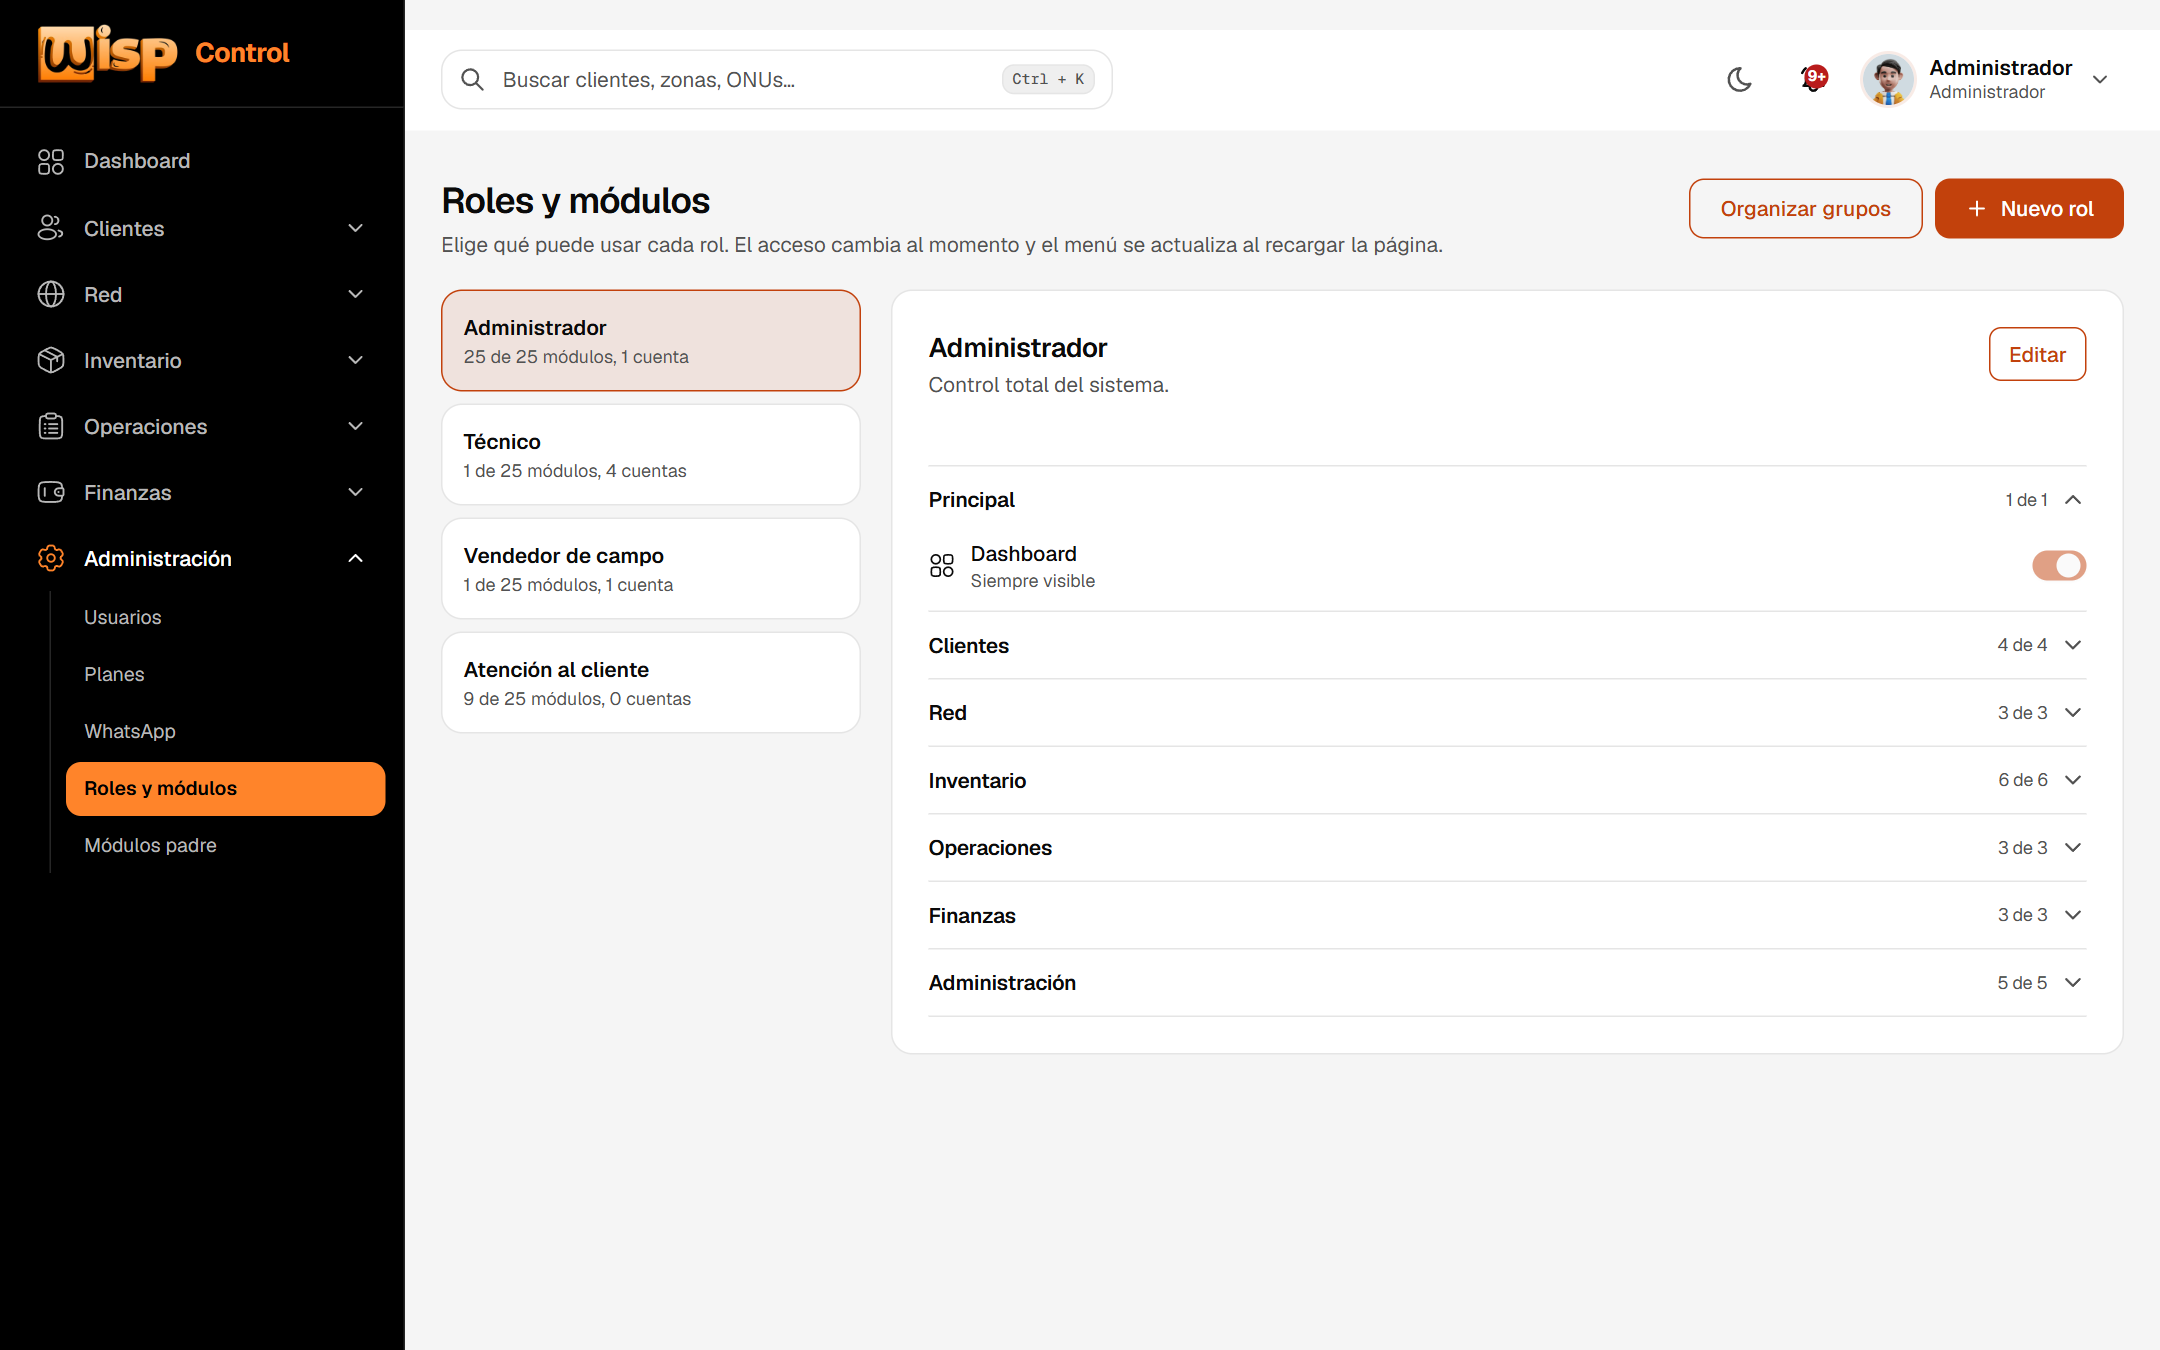 Wisp Control
Buscar clientes, zonas, ONUs...
Ctrl + K
9+
Administrador
Administrador
Dashboard
Clientes
Red
Inventario
Operaciones
Finanzas
Administración
Usuarios
Planes
WhatsApp
Roles y módulos
Módulos padre
Roles y módulos
Elige qué puede usar cada rol. El acceso cambia al momento y el menú se actualiza al recargar la página.
Organizar grupos
+ Nuevo rol
Administrador
25 de 25 módulos, 1 cuenta
Técnico
1 de 25 módulos, 4 cuentas
Vendedor de campo
1 de 25 módulos, 1 cuenta
Atención al cliente
9 de 25 módulos, 0 cuentas
Administrador
Control total del sistema.
Editar
Principal
1 de 1
Dashboard
Siempre visible
Clientes
4 de 4
Red
3 de 3
Inventario
6 de 6
Operaciones
3 de 3
Finanzas
3 de 3
Administración
5 de 5